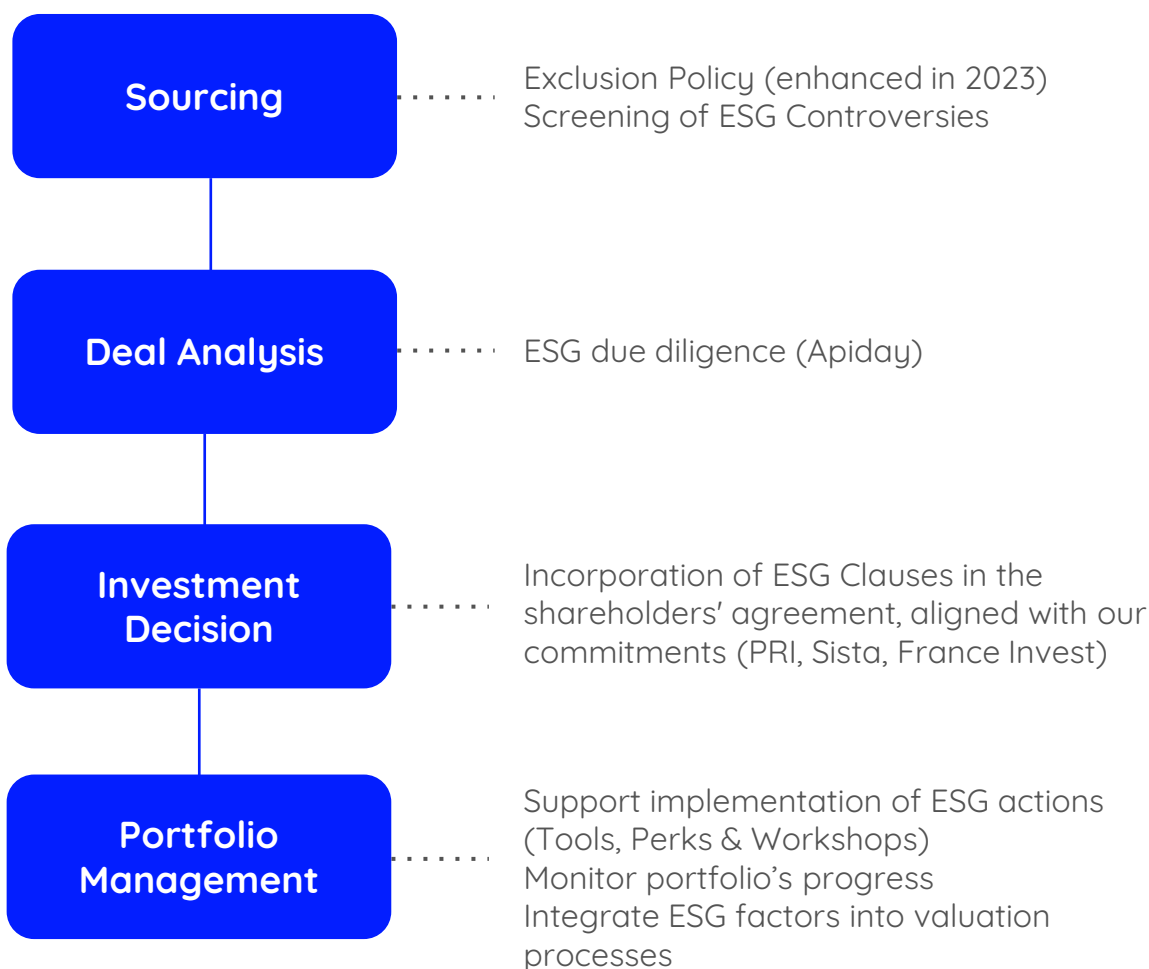 Sourcing
Exclusion Policy (enhanced in 2023)
Screening of ESG Controversies
Deal Analysis
ESG due diligence (Apiday)
Investment
Decision
Incorporation of ESG Clauses in the
shareholders' agreement, aligned with our
commitments (PRI, Sista, France Invest)
Portfolio
Management
Support implementation of ESG actions
(Tools, Perks & Workshops)
Monitor portfolio’s progress
Integrate ESG factors into valuation
processes